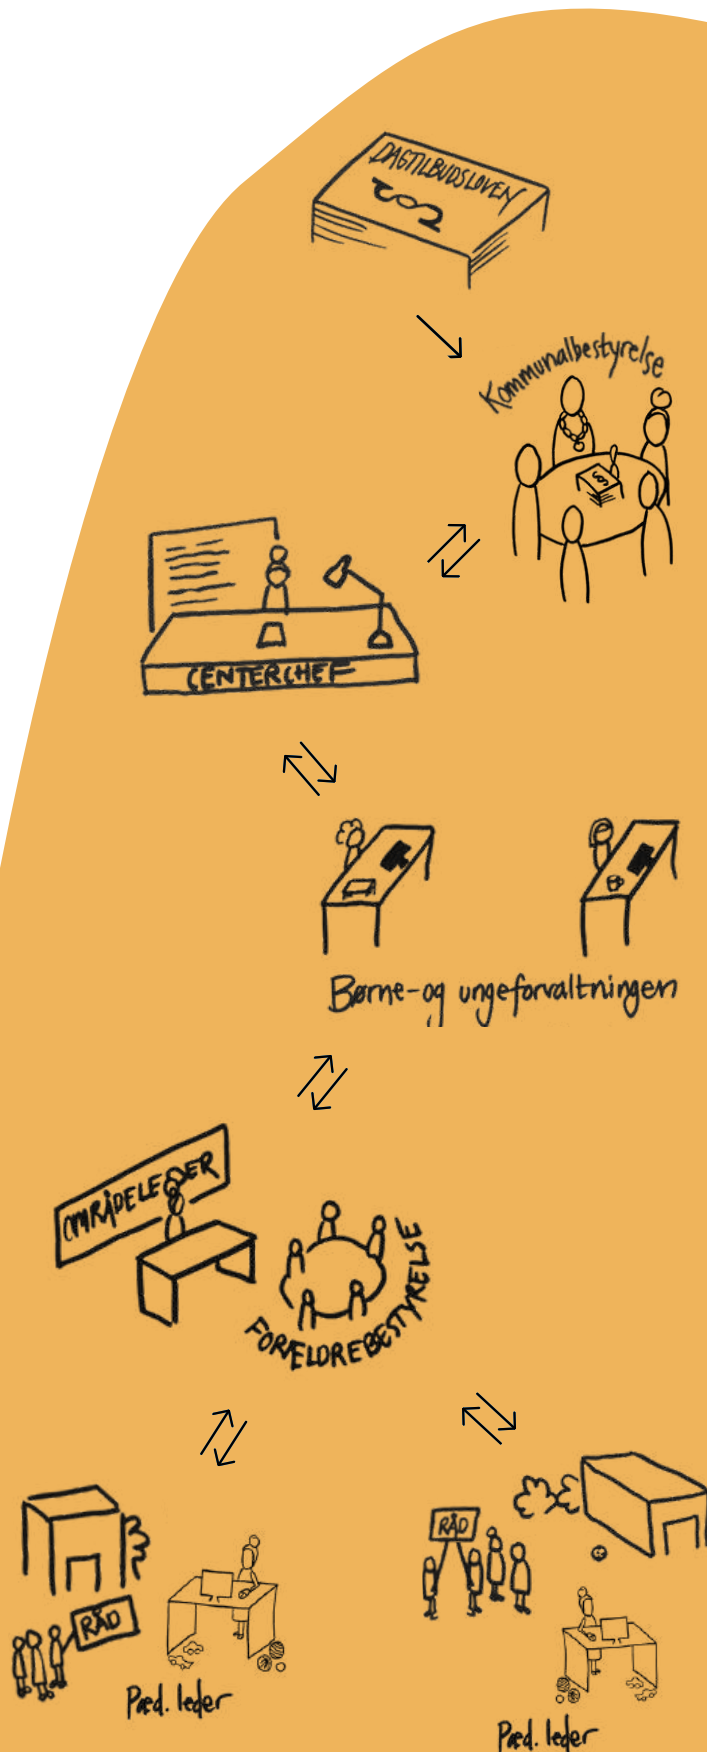 DAGTILBUDSLOVEN
§
Kommunalbestyrelse
§
CENTERCHEF
Børne- og ungeforvaltningen
OMRÅDELEDER
FORÆLDREBESTYRELSE
RÅD
RÅD
Pæd. leder
Pæd. leder